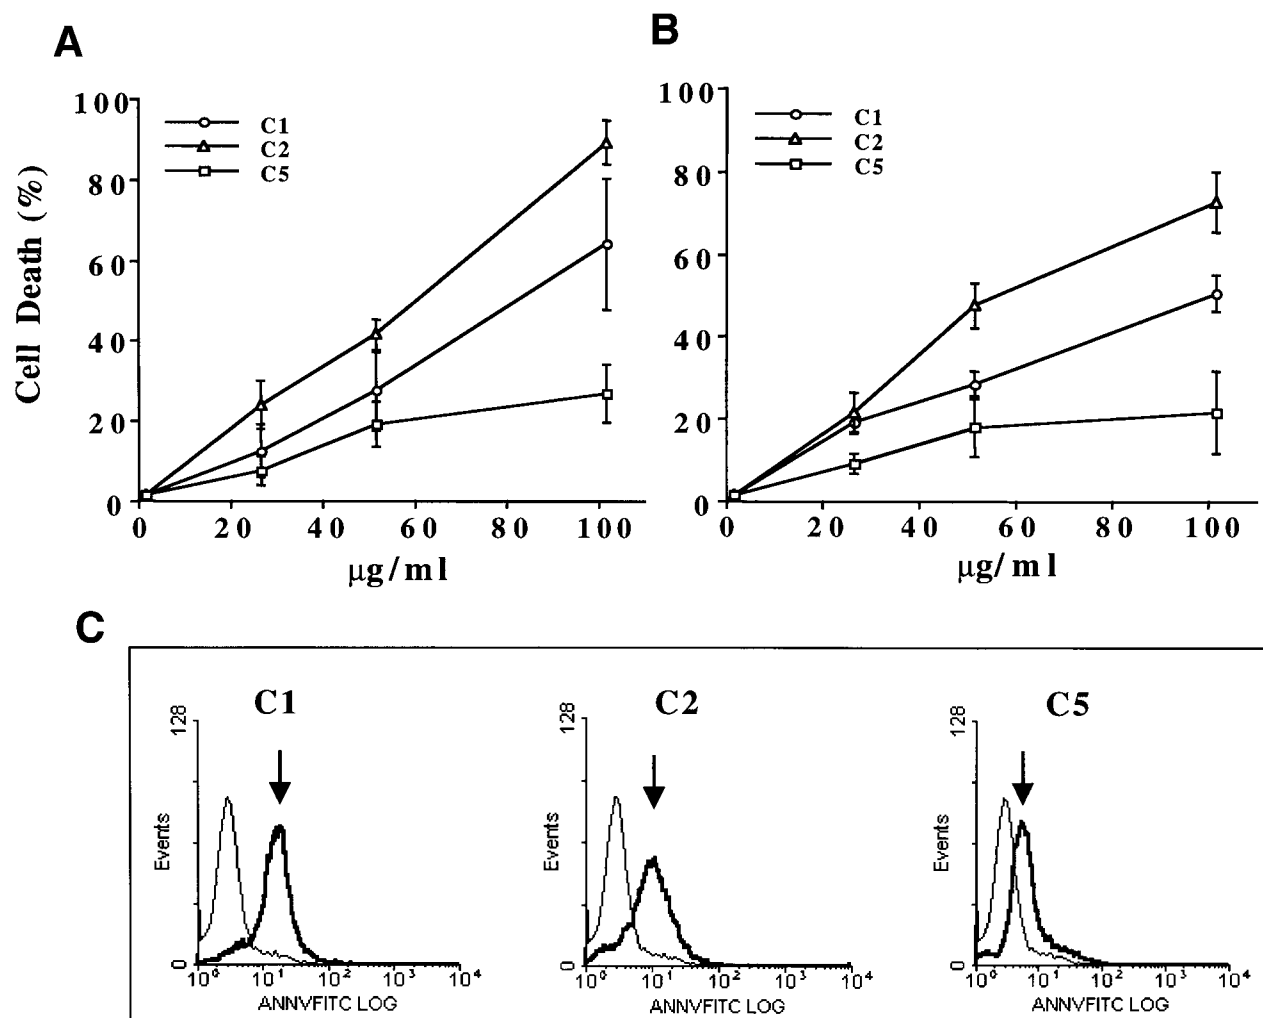 A
B
100
80
60
40
20
0
Cell Death (%)
C1
C2
C5
0 20 40 60 80 100
μg/ml
100
80
60
40
20
0
C1
C2
C5
0 20 40 60 80 100
μg/ml
C
C1
128
Events
0
10⁰ 10¹ 10² 10³ 10⁴
ANNVFITC LOG
C2
128
Events
0
10⁰ 10¹ 10² 10³ 10⁴
ANNVFITC LOG
C5
128
Events
0
10⁰ 10¹ 10² 10³ 10⁴
ANNVFITC LOG